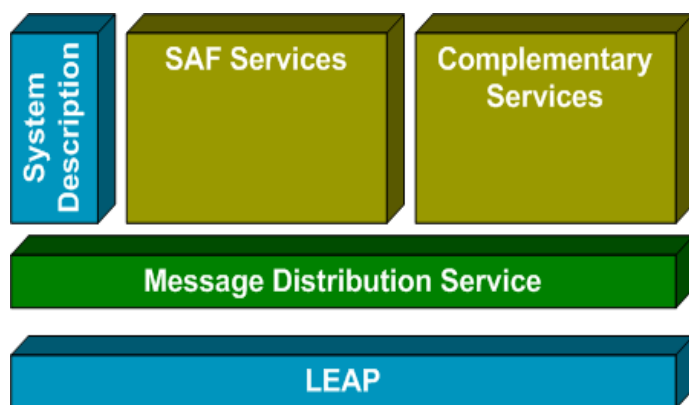 System
Description
SAF Services
Complementary
Services
Message Distribution Service
LEAP